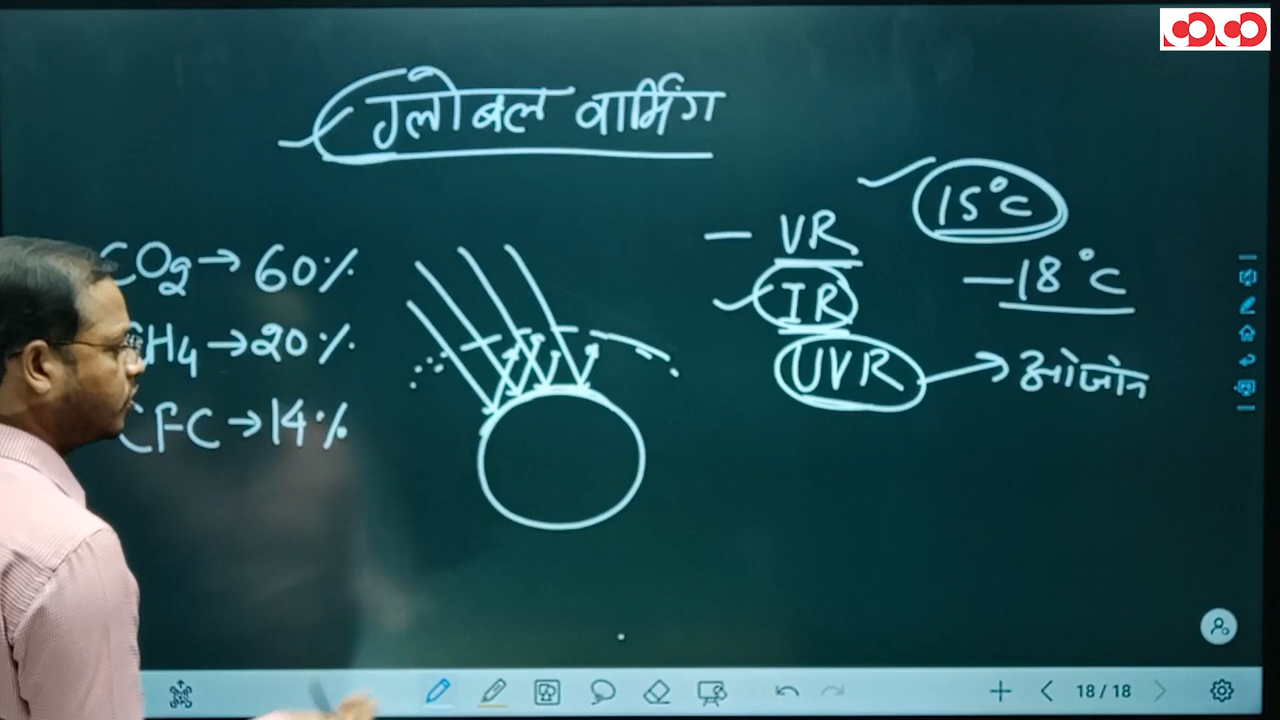 ग्लोबल वार्मिंग
CO2 → 60%
CH4 → 20%
CFC → 14%
15°C
– VR
-18°C
IR
UVR → ओजोन
18 / 18